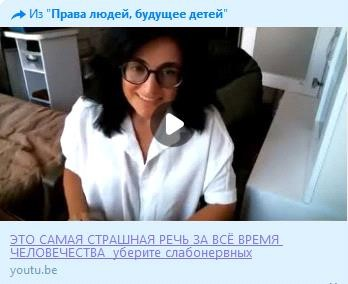 Из "Права людей, будущее детей"
ЭТО САМАЯ СТРАШНАЯ РЕЧЬ ЗА ВСЁ ВРЕМЯ
ЧЕЛОВЕЧЕСТВА уберите слабонервных
youtu.be